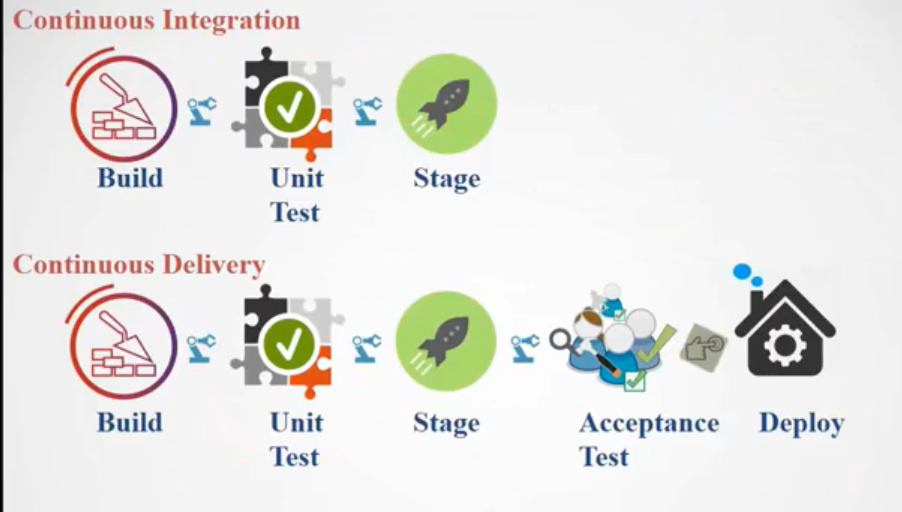 Continuous Integration
Build
Unit
Test
Stage
Continuous Delivery
Build
Unit
Test
Stage
Acceptance
Test
Deploy